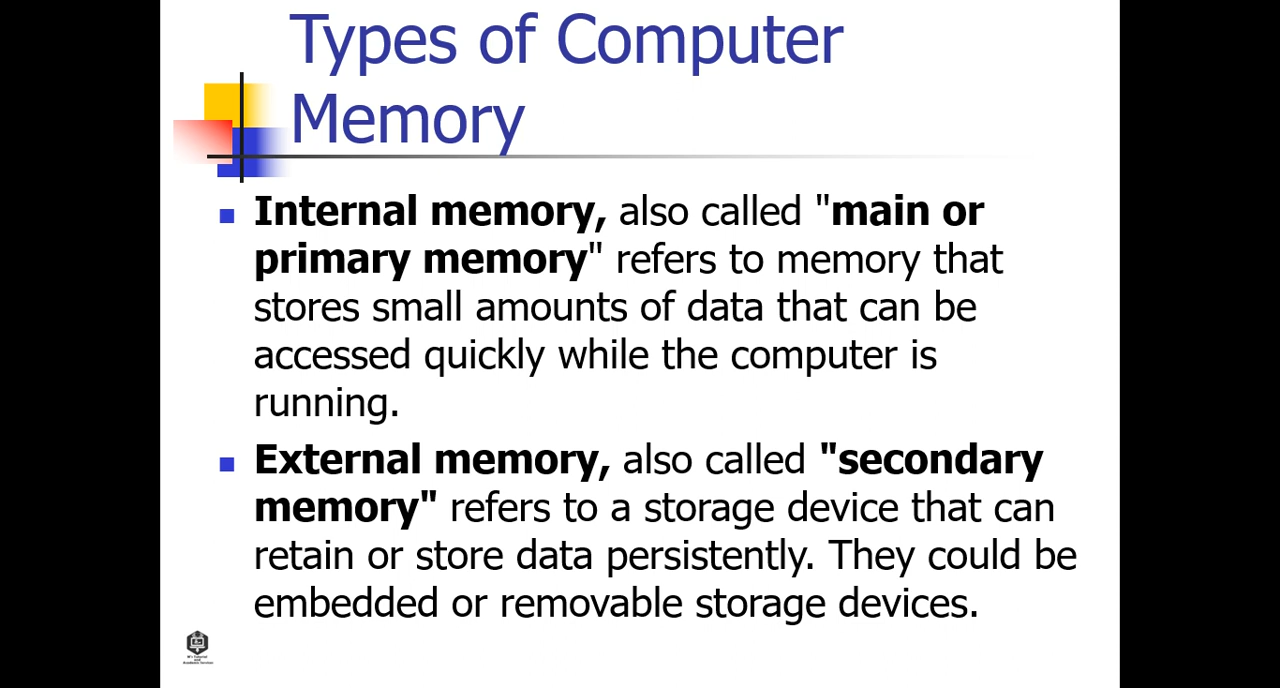 Types of Computer
Memory
Internal memory, also called "main or
primary memory" refers to memory that
stores small amounts of data that can be
accessed quickly while the computer is
running.
External memory, also called "secondary
memory" refers to a storage device that can
retain or store data persistently. They could be
embedded or removable storage devices.
Academic Services